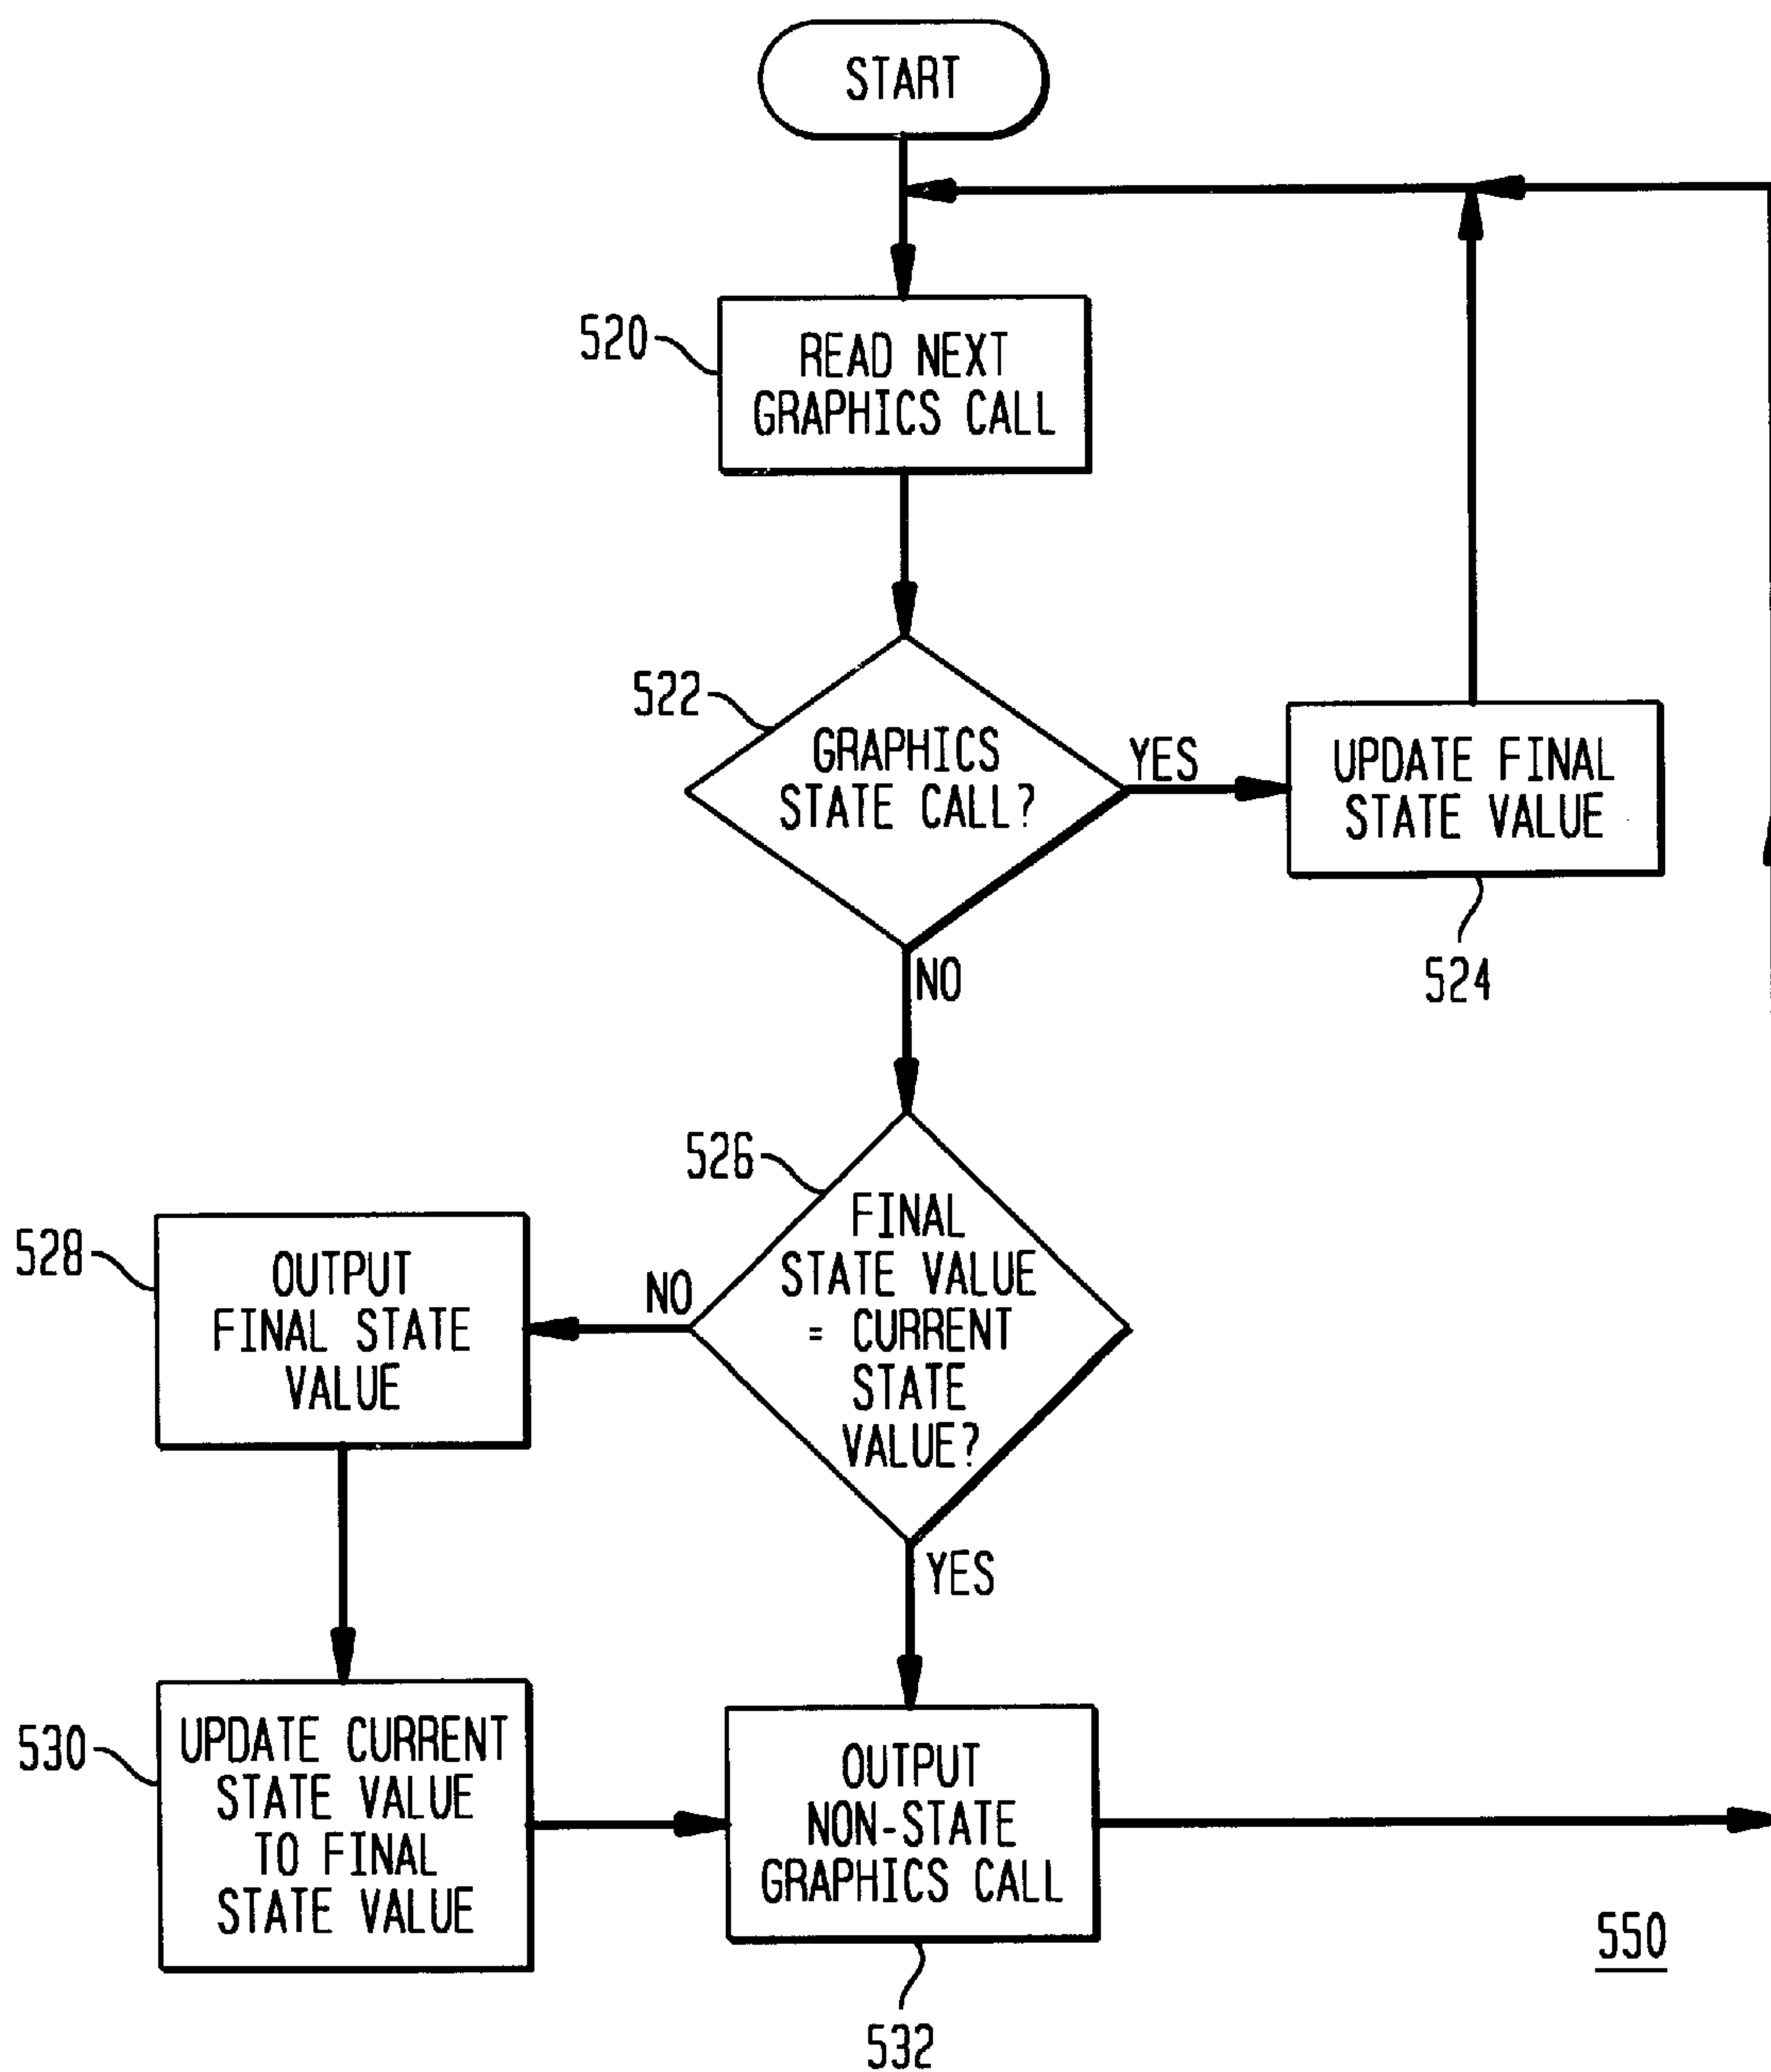 START
520
READ NEXT
GRAPHICS CALL
522
GRAPHICS
STATE CALL?
YES
UPDATE FINAL
STATE VALUE
524
NO
526
FINAL
STATE VALUE
= CURRENT
STATE
VALUE?
NO
528
OUTPUT
FINAL STATE
VALUE
YES
530
UPDATE CURRENT
STATE VALUE
TO FINAL
STATE VALUE
OUTPUT
NON-STATE
GRAPHICS CALL
532
550